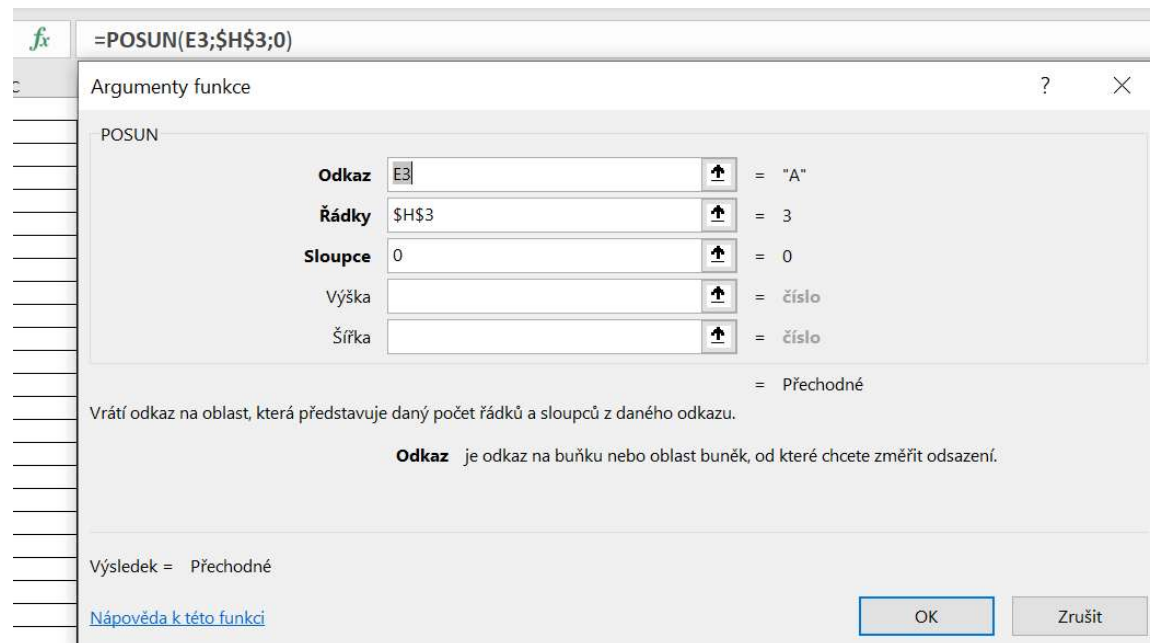 fx =POSUN(E3;$H$3;0)
C
Argumenty funkce ?
POSUN
Odkaz E3 = "A"
Řádky $H$3 = 3
Sloupce 0 = 0
Výška = číslo
Šířka = číslo
= Přechodné
Vrátí odkaz na oblast, která představuje daný počet řádků a sloupců z daného odkazu.
Odkaz je odkaz na buňku nebo oblast buněk, od které chcete změřit odsazení.
Výsledek = Přechodné
Nápověda k této funkci OK Zrušit